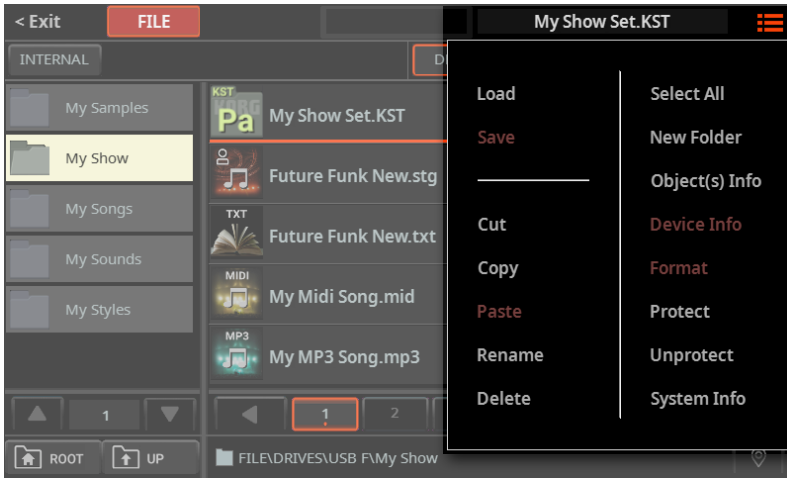 < Exit
FILE
My Show Set.KST
INTERNAL
My Samples
My Show
My Songs
My Sounds
My Styles
KST
KORG
Pa
My Show Set.KST
Future Funk New.stg
TXT
Future Funk New.txt
MIDI
My Midi Song.mid
MP3
My MP3 Song.mp3
Load
Save
Cut
Copy
Paste
Rename
Delete
Select All
New Folder
Object(s) Info
Device Info
Format
Protect
Unprotect
System Info
1
1
2
ROOT
UP
FILE\DRIVES\USB F\My Show